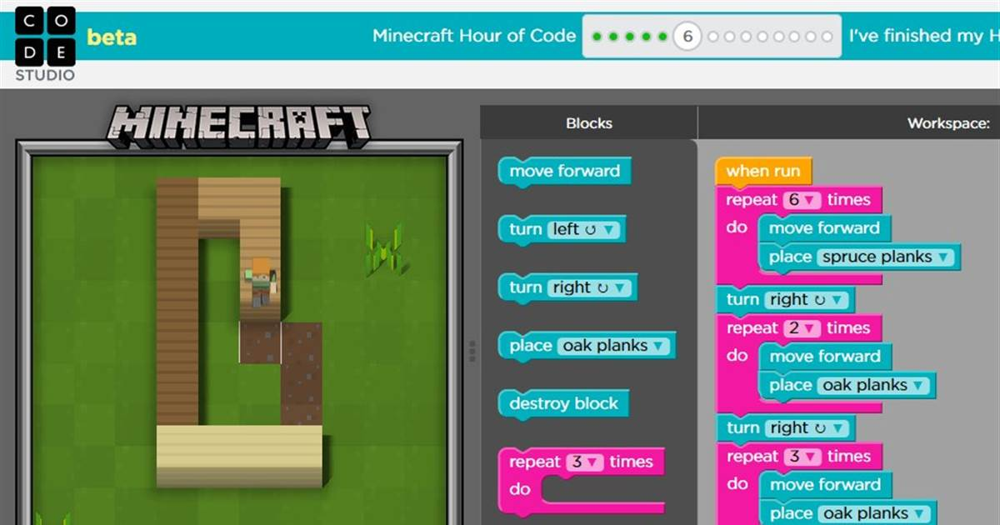 CODE
STUDIO
beta
Minecraft Hour of Code
6
I've finished my H
MINECRAFT
Blocks
Workspace:
move forward
turn left ↺ ▼
turn right ↻ ▼
place oak planks ▼
destroy block
repeat 3 ▼ times
do
when run
repeat 6 ▼ times
do move forward
place spruce planks ▼
turn right ↻ ▼
repeat 2 ▼ times
do move forward
place oak planks ▼
turn right ↻ ▼
repeat 3 ▼ times
do move forward
place oak planks ▼